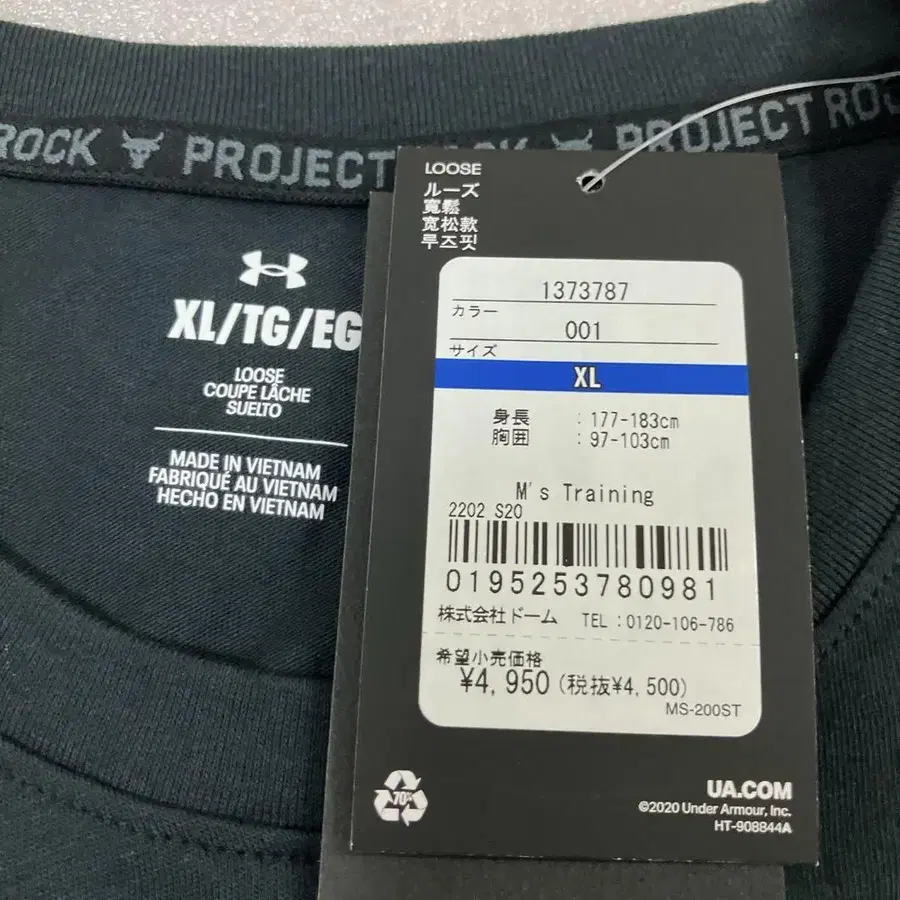 ROCK PROJECT ROCK PROJECT ROC
XL/TG/EG
LOOSE
COUPE LÂCHE
SUELTO
MADE IN VIETNAM
FABRIQUÉ AU VIETNAM
HECHO EN VIETNAM
LOOSE
ルーズ
寬鬆
宽松款
루즈핏
1373787
カラー
001
サイズ
XL
身長 : 177-183cm
胸囲 : 97-103cm
M's Training
2202 S20
0195253780981
株式会社ドーム TEL : 0120-106-786
希望小売価格
¥4,950 (税抜¥4,500)
MS-200ST
70%
UA.COM
©2020 Under Armour, Inc.
HT-908844A